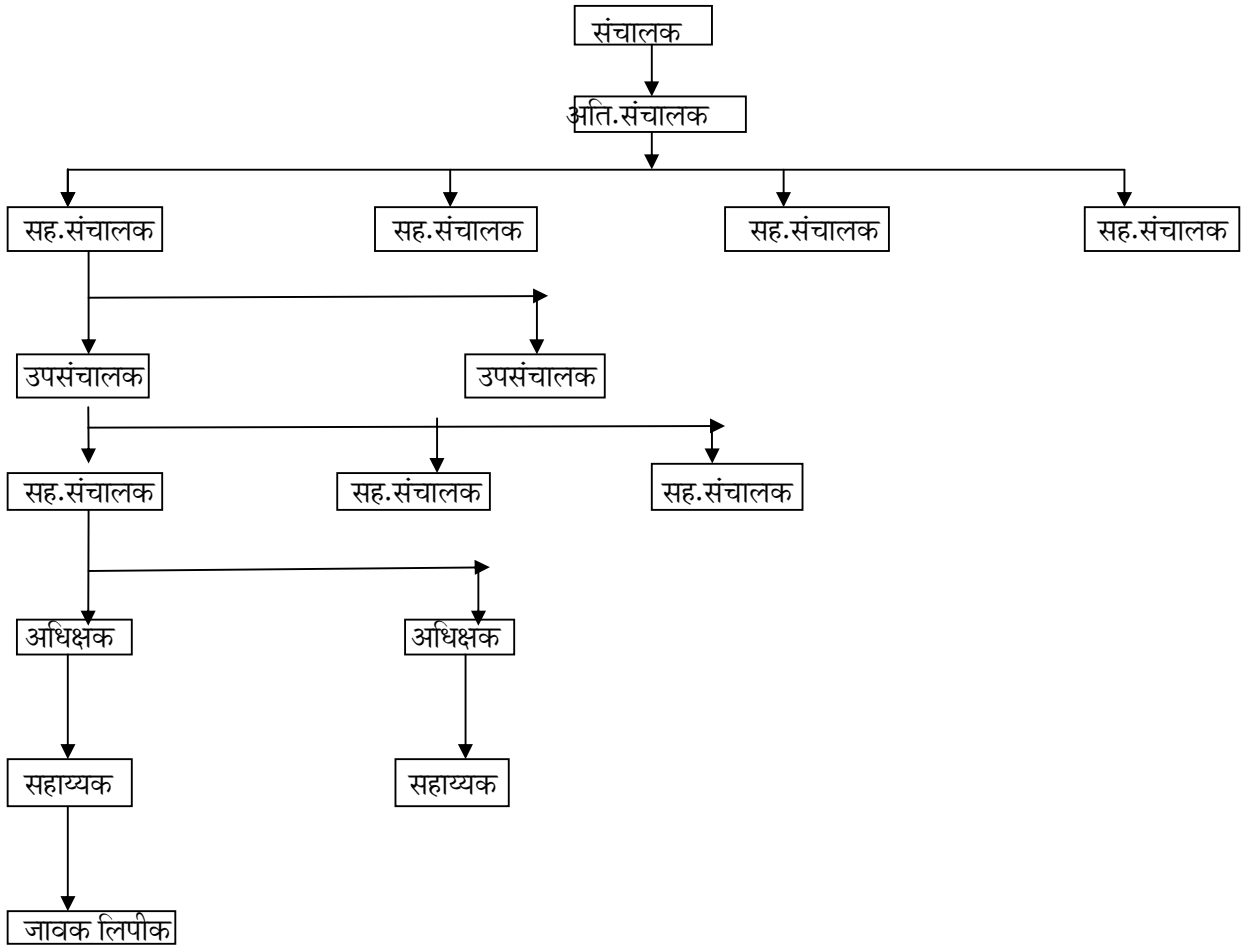 संचालक
अति.संचालक
सह.संचालक
सह.संचालक
सह.संचालक
सह.संचालक
उपसंचालक
उपसंचालक
सह.संचालक
सह.संचालक
सह.संचालक
अधिक्षक
अधिक्षक
सहाय्यक
सहाय्यक
जावक लिपीक